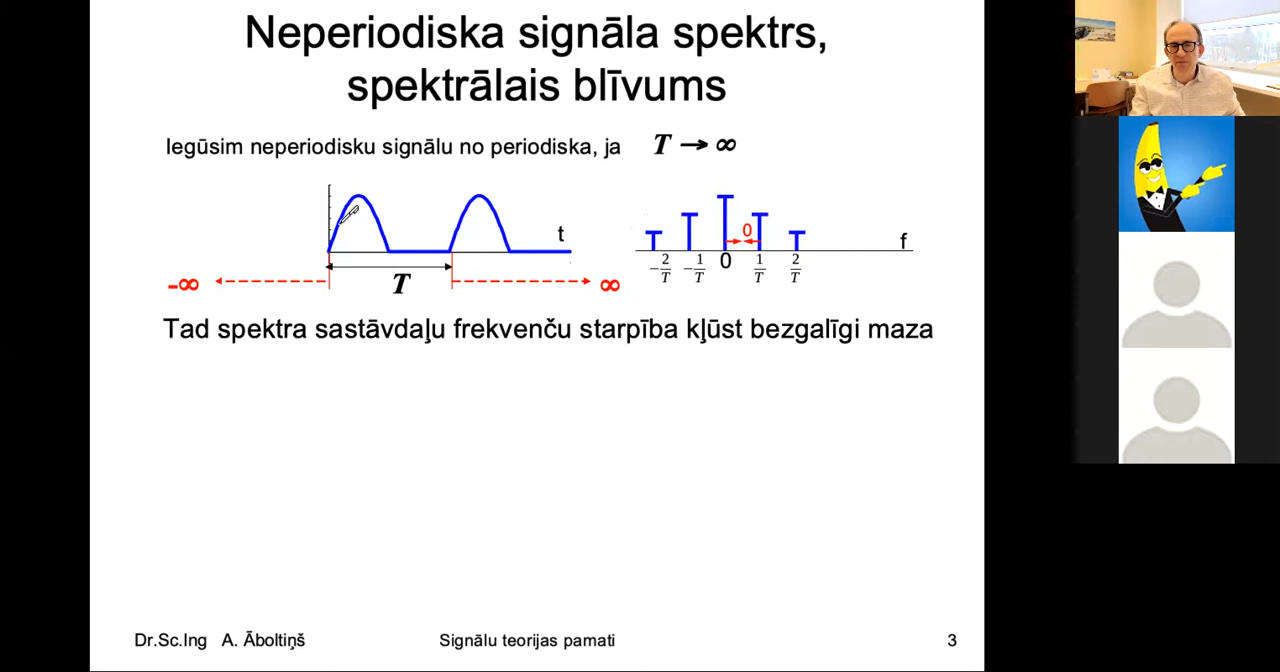 Neperiodiska signāla spektrs,
spektrālais blīvums
Iegūsim neperiodisku signālu no periodiska, ja T → ∞
t
T
-∞
∞
0
f
−2/T −1/T 0 1/T 2/T
Tad spektra sastāvdaļu frekvenču starpība kļūst bezgalīgi maza
Dr.Sc.Ing A. Āboltiņš
Signālu teorijas pamati
3